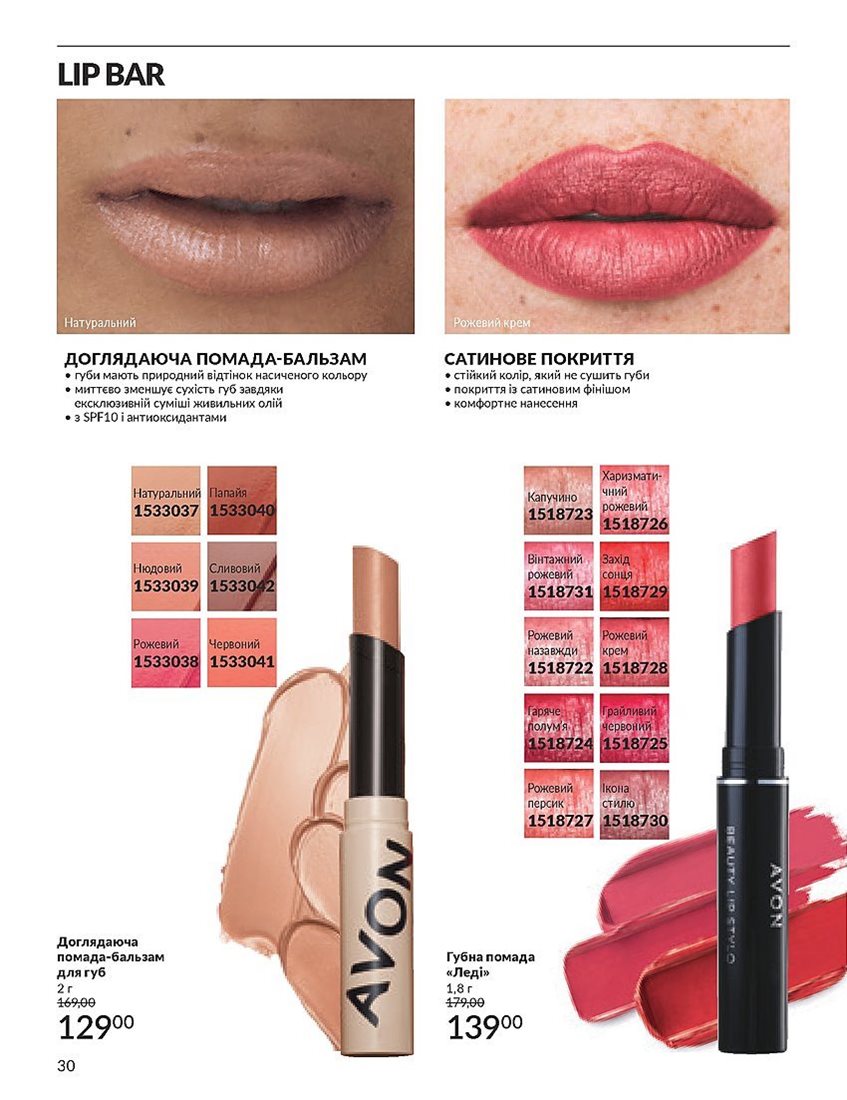 LIP BAR
Натуральний
Рожевий крем
ДОГЛЯДАЮЧА ПОМАДА-БАЛЬЗАМ
• губи мають природний відтінок насиченого кольору
• миттєво зменшує сухість губ завдяки
ексклюзивній суміші живильних олій
• з SPF10 і антиоксидантами
САТИНОВЕ ПОКРИТТЯ
• стійкий колір, який не сушить губи
• покриття із сатиновим фінішом
• комфортне нанесення
Натуральний
1533037
Папайя
1533040
Нюдовий
1533039
Сливовий
1533042
Рожевий
1533038
Червоний
1533041
Капучино
1518723
Харизмати-
чний
рожевий
1518726
Вінтажний
рожевий
1518731
Захід
сонця
1518729
Рожевий
назавжди
1518722
Рожевий
крем
1518728
Гаряче
полум'я
1518724
Грайливий
червоний
1518725
Рожевий
персик
1518727
Ікона
стилю
1518730
AVON
AVON
BEAUTY LIP STYLO
Доглядаюча
помада-бальзам
для губ
2 г
169,00
12900
Губна помада
«Леді»
1,8 г
179,00
13900
30